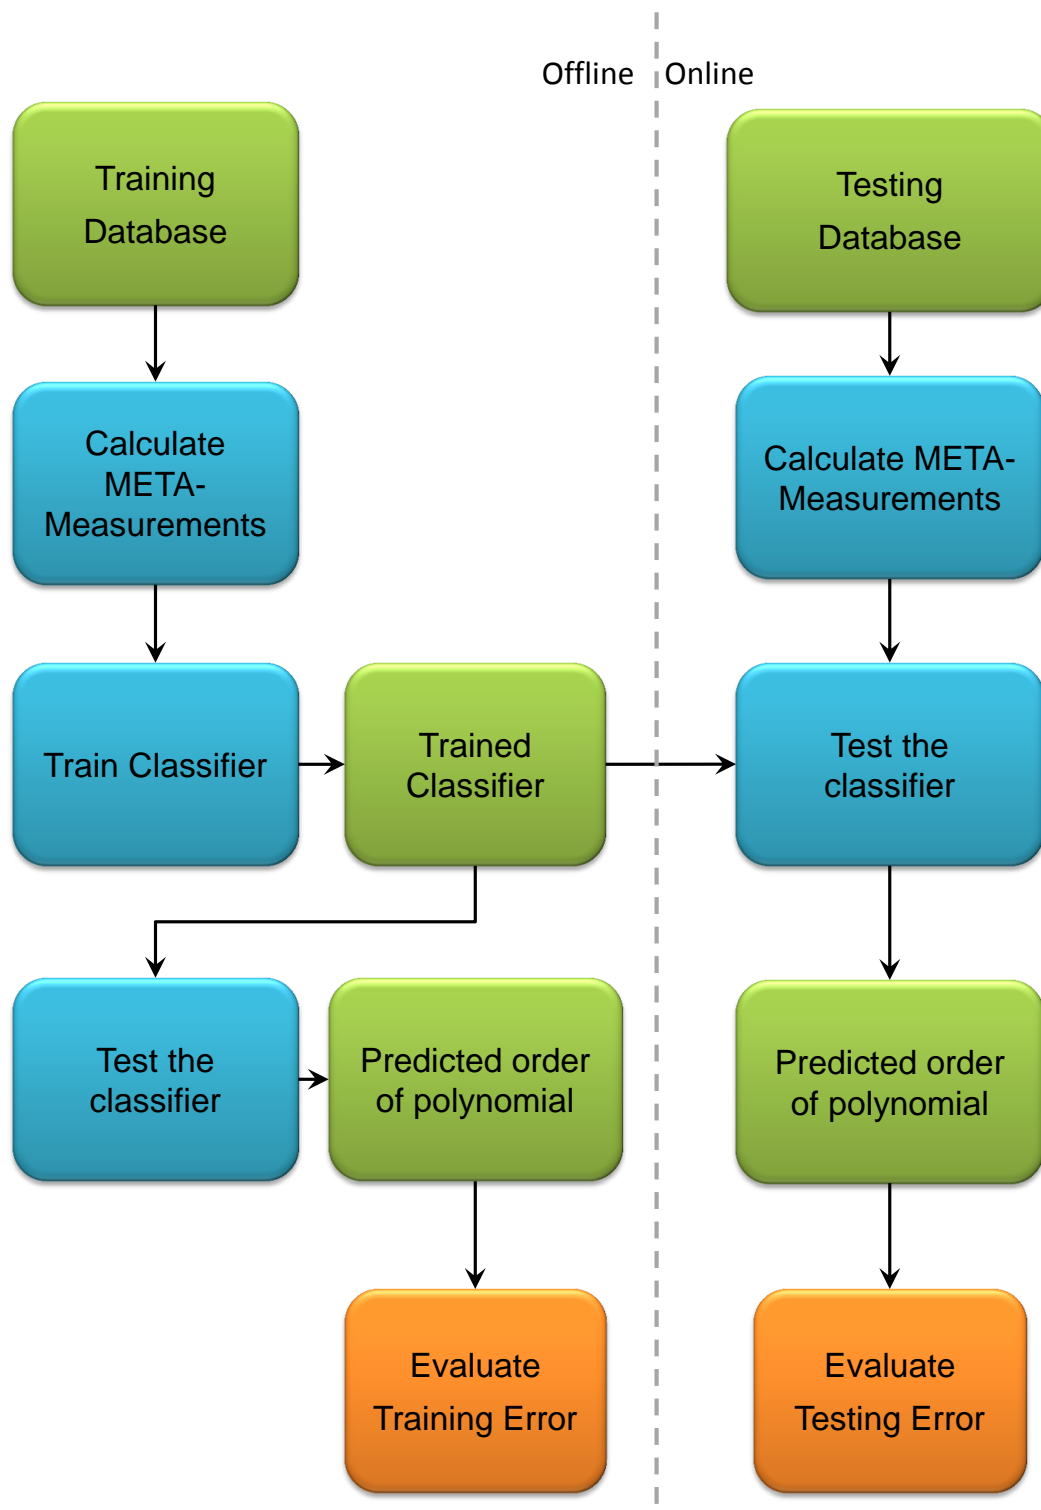 Offline
Online
Training
Database
Testing
Database
Calculate
META-
Measurements
Calculate META-
Measurements
Train Classifier
Trained
Classifier
Test the
classifier
Test the
classifier
Predicted order
of polynomial
Predicted order
of polynomial
Evaluate
Training Error
Evaluate
Testing Error